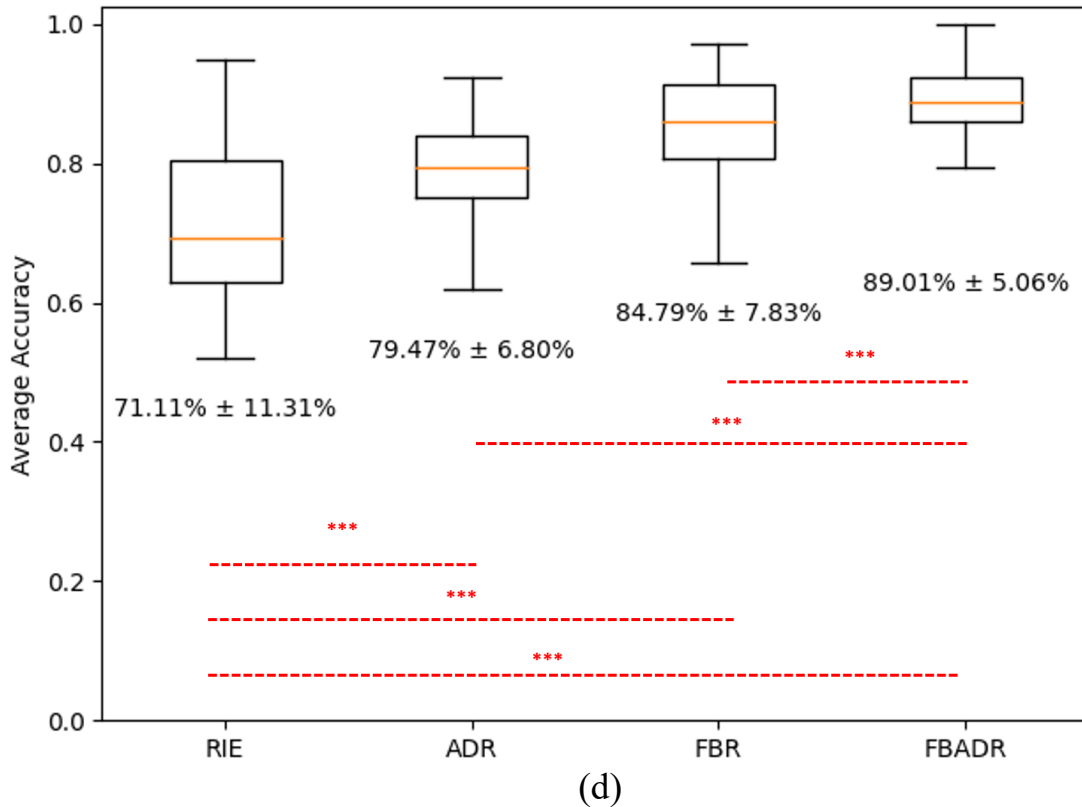 1.0
0.8
0.6
0.4
0.2
0.0
Average Accuracy
71.11% ± 11.31%
79.47% ± 6.80%
84.79% ± 7.83%
89.01% ± 5.06%
***
***
***
***
***
RIE ADR FBR FBADR
(d)